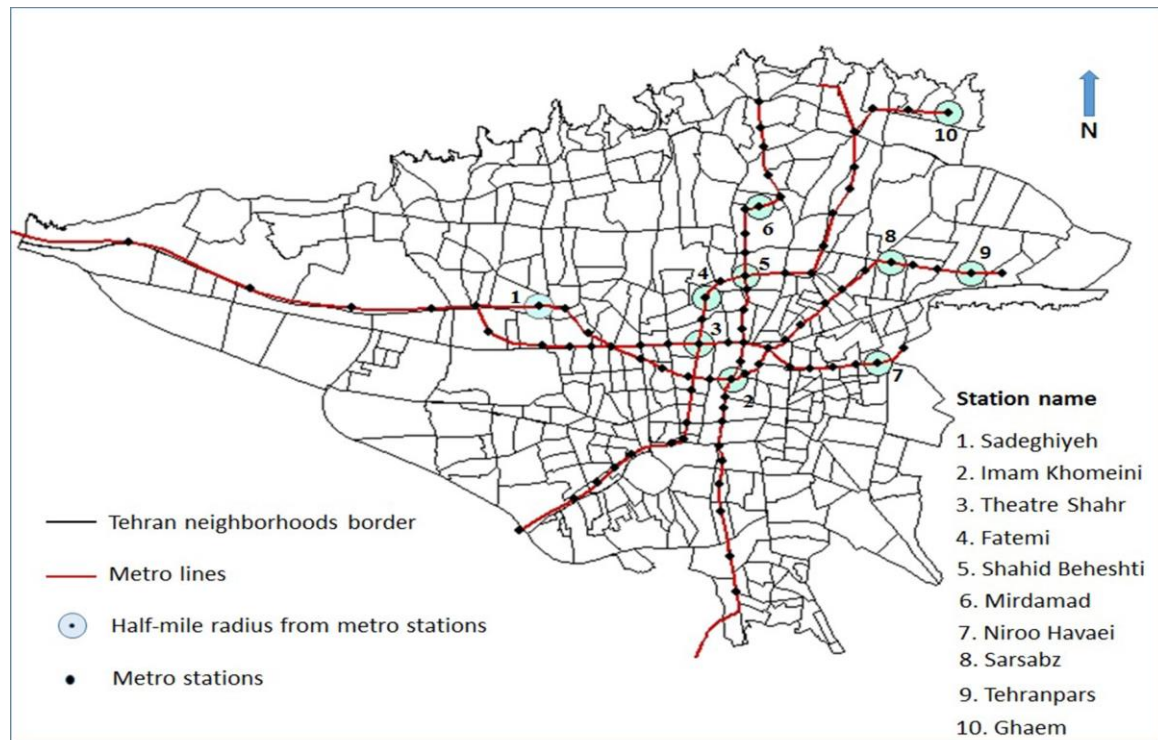 N
10
6
8
9
4
5
1
3
7
2
Station name
1. Sadeghiyeh
2. Imam Khomeini
3. Theatre Shahr
4. Fatemi
5. Shahid Beheshti
6. Mirdamad
7. Niroo Havaei
8. Sarsabz
9. Tehranpars
10. Ghaem
Tehran neighborhoods border
Metro lines
Half-mile radius from metro stations
Metro stations